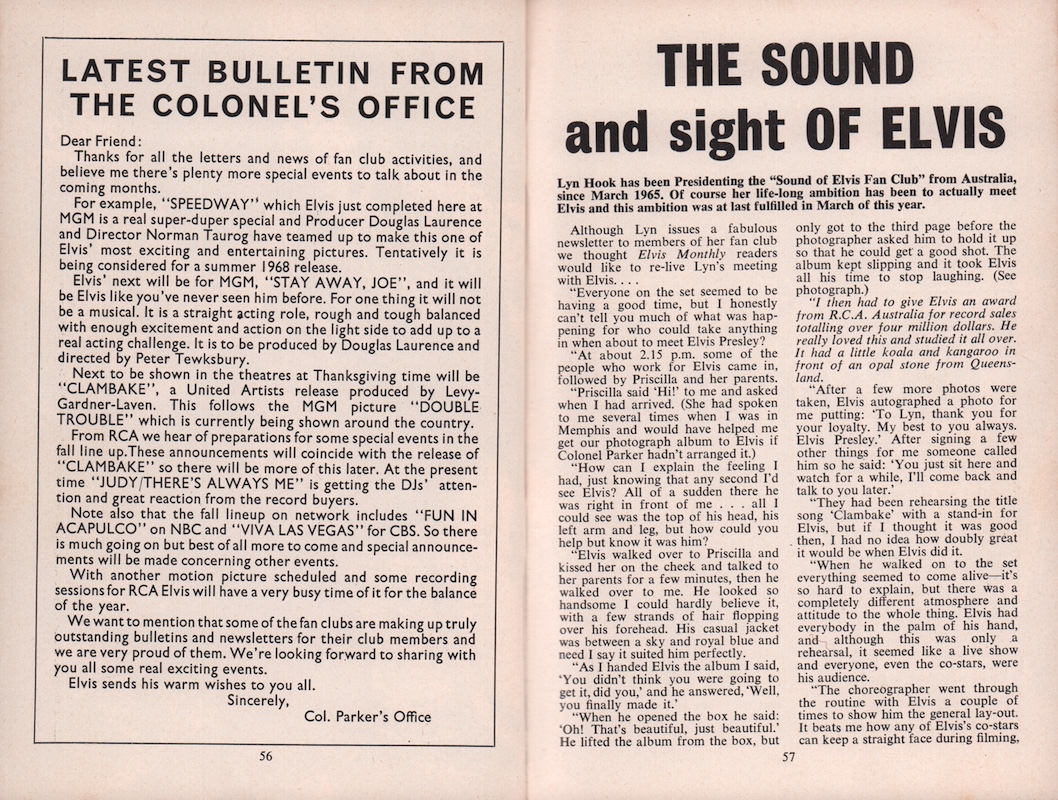 LATEST BULLETIN FROM
THE COLONEL'S OFFICE
Dear Friend:
Thanks for all the letters and news of fan club activities, and
believe me there's plenty more special events to talk about in the
coming months.
For example, "SPEEDWAY" which Elvis just completed here at
MGM is a real super-duper special and Producer Douglas Laurence
and Director Norman Taurog have teamed up to make this one of
Elvis' most exciting and entertaining pictures. Tentatively it is
being considered for a summer 1968 release.
Elvis' next will be for MGM, "STAY AWAY, JOE", and it will
be Elvis like you've never seen him before. For one thing it will not
be a musical. It is a straight acting role, rough and tough balanced
with enough excitement and action on the light side to add up to a
real acting challenge. It is to be produced by Douglas Laurence and
directed by Peter Tewksbury.
Next to be shown in the theatres at Thanksgiving time will be
"CLAMBAKE", a United Artists release produced by Levy-
Gardner-Laven. This follows the MGM picture "DOUBLE
TROUBLE" which is currently being shown around the country.
From RCA we hear of preparations for some special events in the
fall line up.These announcements will coincide with the release of
"CLAMBAKE" so there will be more of this later. At the present
time "JUDY/THERE'S ALWAYS ME" is getting the DJs' atten-
tion and great reaction from the record buyers.
Note also that the fall lineup on network includes "FUN IN
ACAPULCO" on NBC and "VIVA LAS VEGAS" for CBS. So there
is much going on but best of all more to come and special announce-
ments will be made concerning other events.
With another motion picture scheduled and some recording
sessions for RCA Elvis will have a very busy time of it for the balance
of the year.
We want to mention that some of the fan clubs are making up truly
outstanding bulletins and newsletters for their club members and
we are very proud of them. We're looking forward to sharing with
you all some real exciting events.
Elvis sends his warm wishes to you all.
Sincerely,
Col. Parker's Office
56
THE SOUND
and sight OF ELVIS
Lyn Hook has been Presidenting the "Sound of Elvis Fan Club" from Australia,
since March 1965. Of course her life-long ambition has been to actually meet
Elvis and this ambition was at last fulfilled in March of this year.
Although Lyn issues a fabulous
newsletter to members of her fan club
we thought Elvis Monthly readers
would like to re-live Lyn's meeting
with Elvis. . . .
"Everyone on the set seemed to be
having a good time, but I honestly
can't tell you much of what was hap-
pening for who could take anything
in when about to meet Elvis Presley?
"At about 2.15 p.m. some of the
people who work for Elvis came in,
followed by Priscilla and her parents.
"Priscilla said 'Hi!' to me and asked
when I had arrived. (She had spoken
to me several times when I was in
Memphis and would have helped me
get our photograph album to Elvis if
Colonel Parker hadn't arranged it.)
"How can I explain the feeling I
had, just knowing that any second I'd
see Elvis? All of a sudden there he
was right in front of me . . . all I
could see was the top of his head, his
left arm and leg, but how could you
help but know it was him?
"Elvis walked over to Priscilla and
kissed her on the cheek and talked to
her parents for a few minutes, then he
walked over to me. He looked so
handsome I could hardly believe it,
with a few strands of hair flopping
over his forehead. His casual jacket
was between a sky and royal blue and
need I say it suited him perfectly.
"As I handed Elvis the album I said,
'You didn't think you were going to
get it, did you,' and he answered, 'Well,
you finally made it.'
"When he opened the box he said:
'Oh! That's beautiful, just beautiful.'
He lifted the album from the box, but
only got to the third page before the
photographer asked him to hold it up
so that he could get a good shot. The
album kept slipping and it took Elvis
all his time to stop laughing. (See
photograph.)
"I then had to give Elvis an award
from R.C.A. Australia for record sales
totalling over four million dollars. He
really loved this and studied it all over.
It had a little koala and kangaroo in
front of an opal stone from Queens-
land.
"After a few more photos were
taken, Elvis autographed a photo for
me putting: 'To Lyn, thank you for
your loyalty. My best to you always.
Elvis Presley.' After signing a few
other things for me someone called
him so he said: 'You just sit here and
watch for a while, I'll come back and
talk to you later.'
"They had been rehearsing the title
song 'Clambake' with a stand-in for
Elvis, but if I thought it was good
then, I had no idea how doubly great
it would be when Elvis did it.
"When he walked on to the set
everything seemed to come alive—it's
so hard to explain, but there was a
completely different atmosphere and
attitude to the whole thing. Elvis had
everybody in the palm of his hand,
and although this was only a
rehearsal, it seemed like a live show
and everyone, even the co-stars, were
his audience.
"The choreographer went through
the routine with Elvis a couple of
times to show him the general lay-out.
It beats me how any of Elvis's co-stars
can keep a straight face during filming,
57